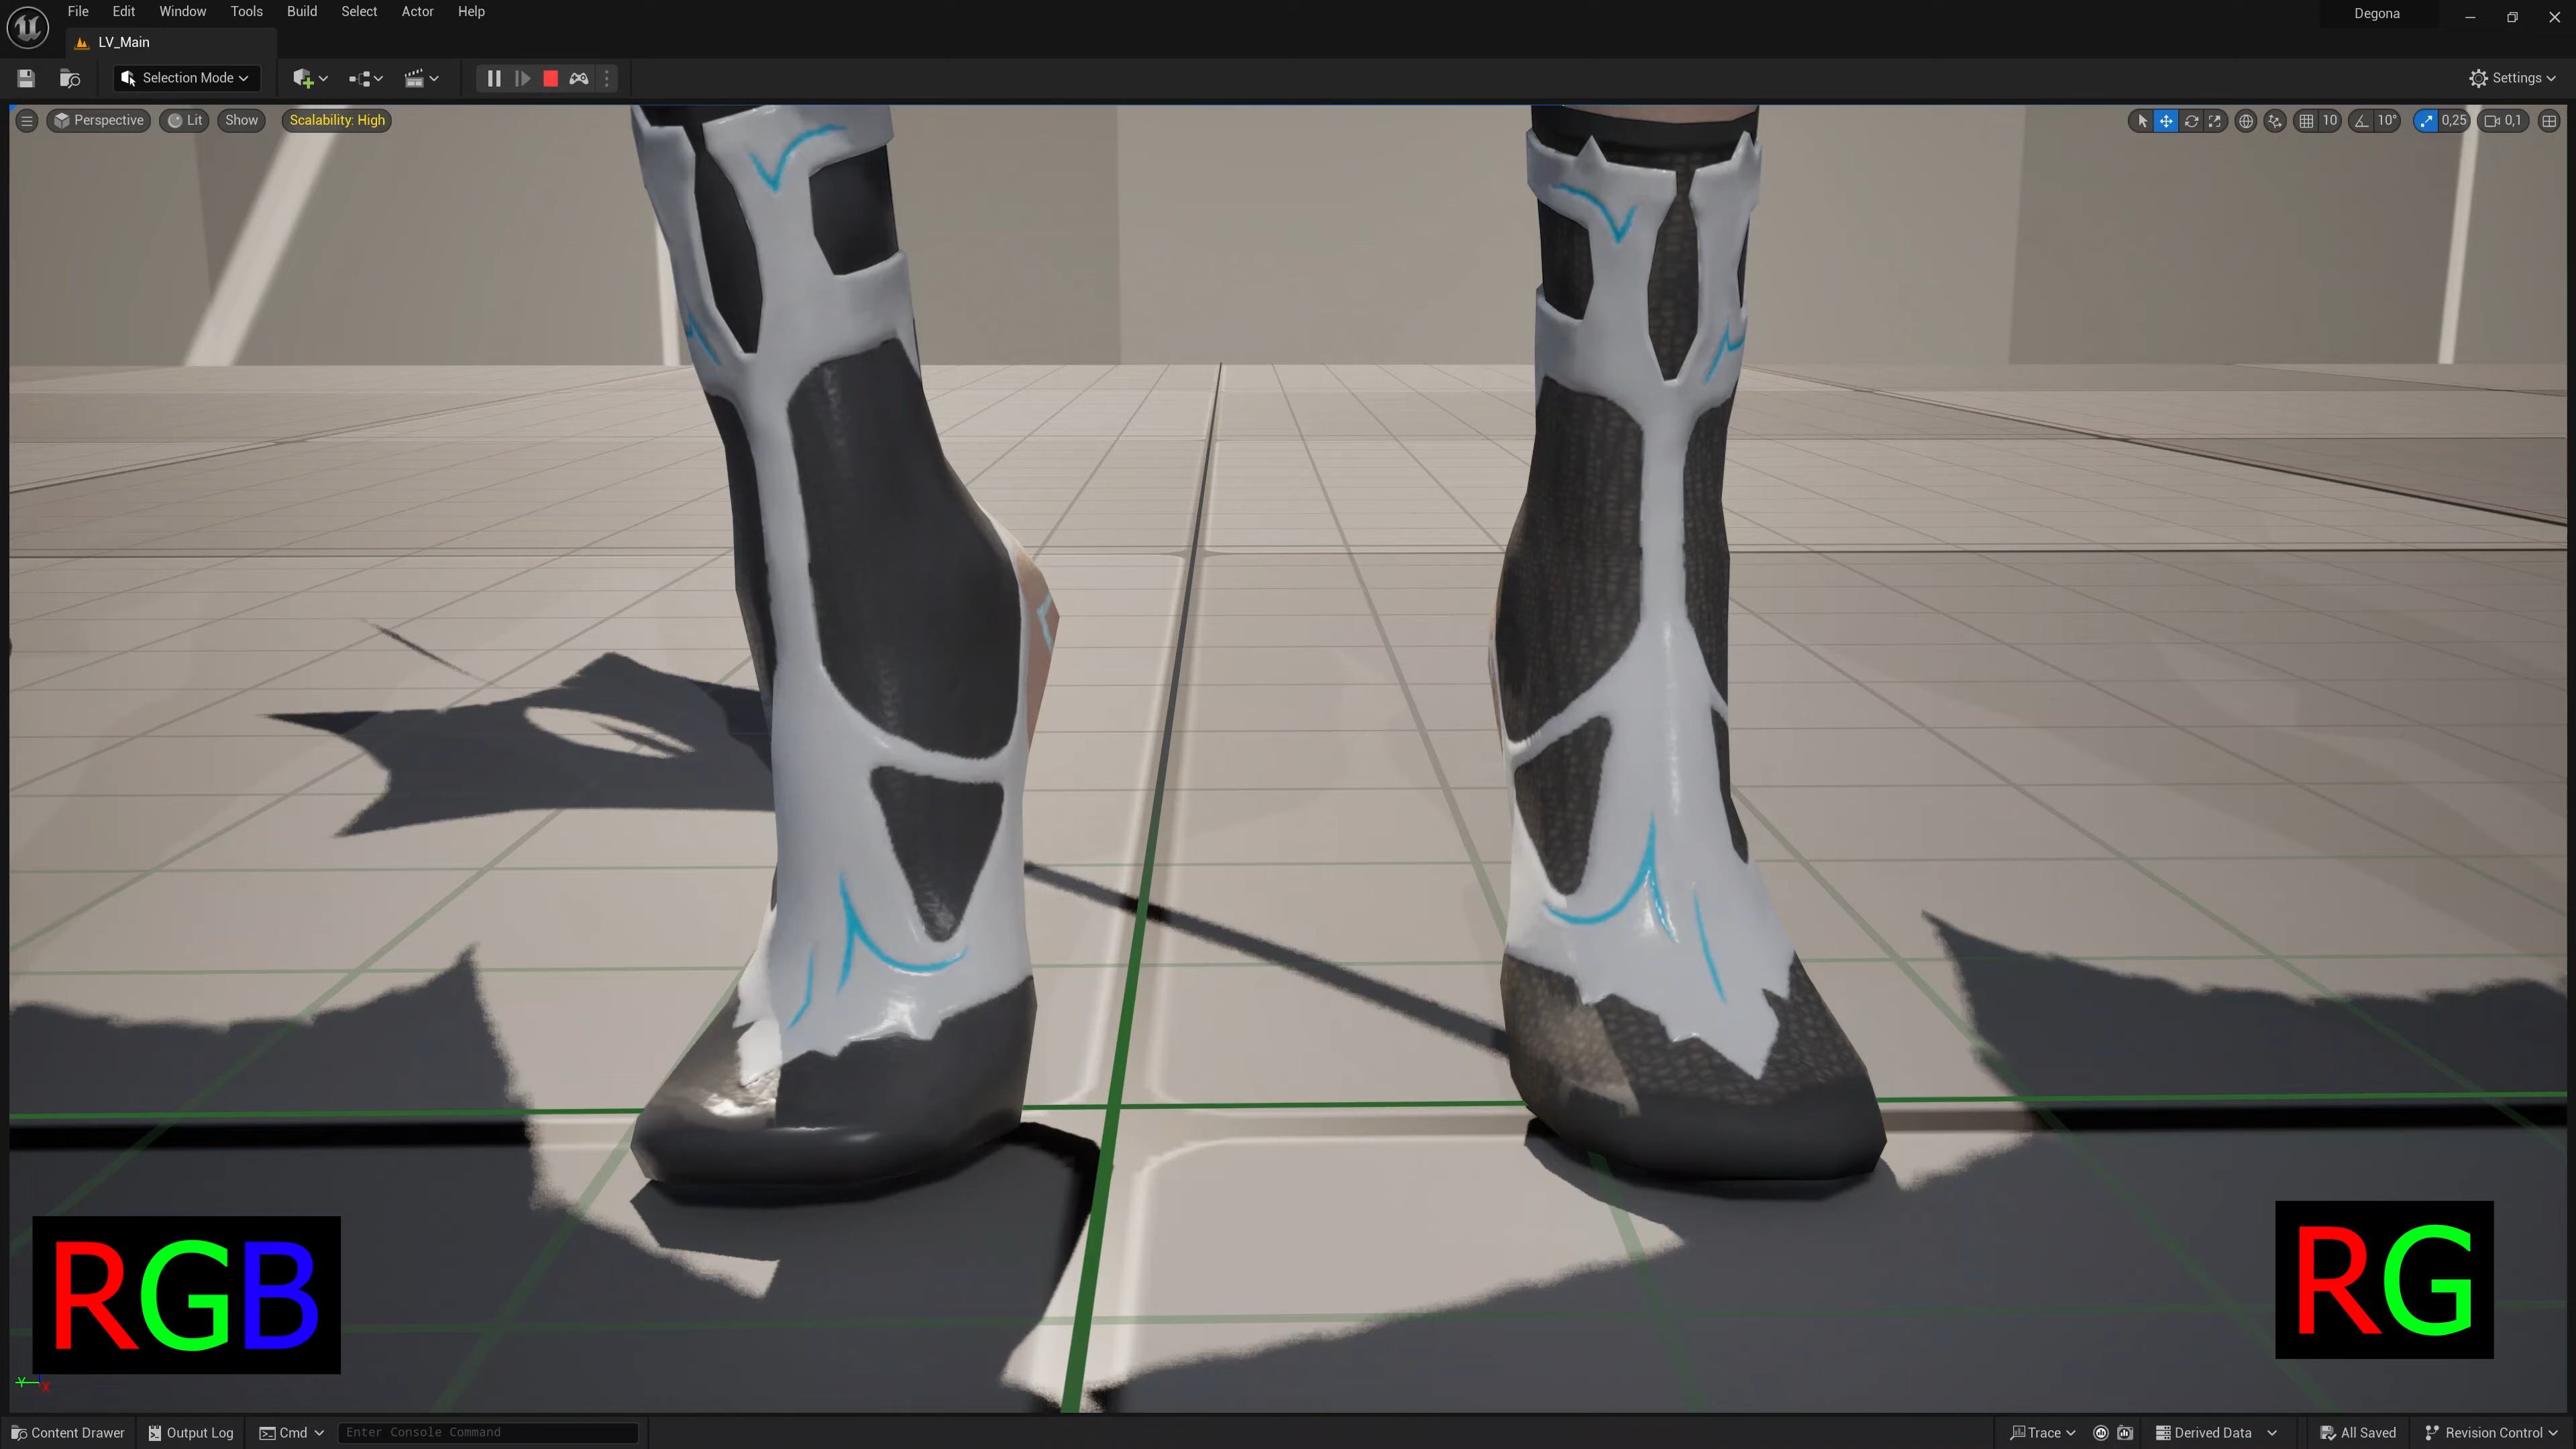 File Edit Window Tools Build Select Actor Help
Degona
LV_Main
Selection Mode
Settings
Perspective Lit Show Scalability: High
10 10° 0,25 0,1
RGB
RG
Y X
Content Drawer Output Log Cmd Enter Console Command
Trace Derived Data All Saved Revision Control